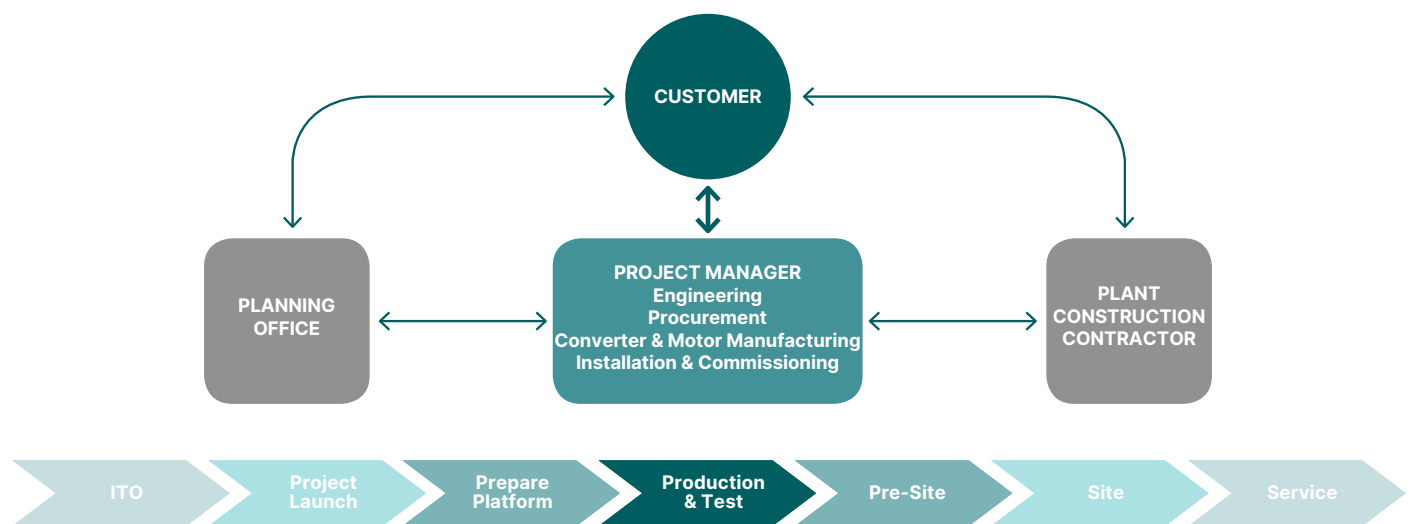 CUSTOMER
PLANNING
OFFICE
PROJECT MANAGER
Engineering
Procurement
Converter & Motor Manufacturing
Installation & Commissioning
PLANT
CONSTRUCTION
CONTRACTOR
ITO
Project
Launch
Prepare
Platform
Production
& Test
Pre-Site
Site
Service